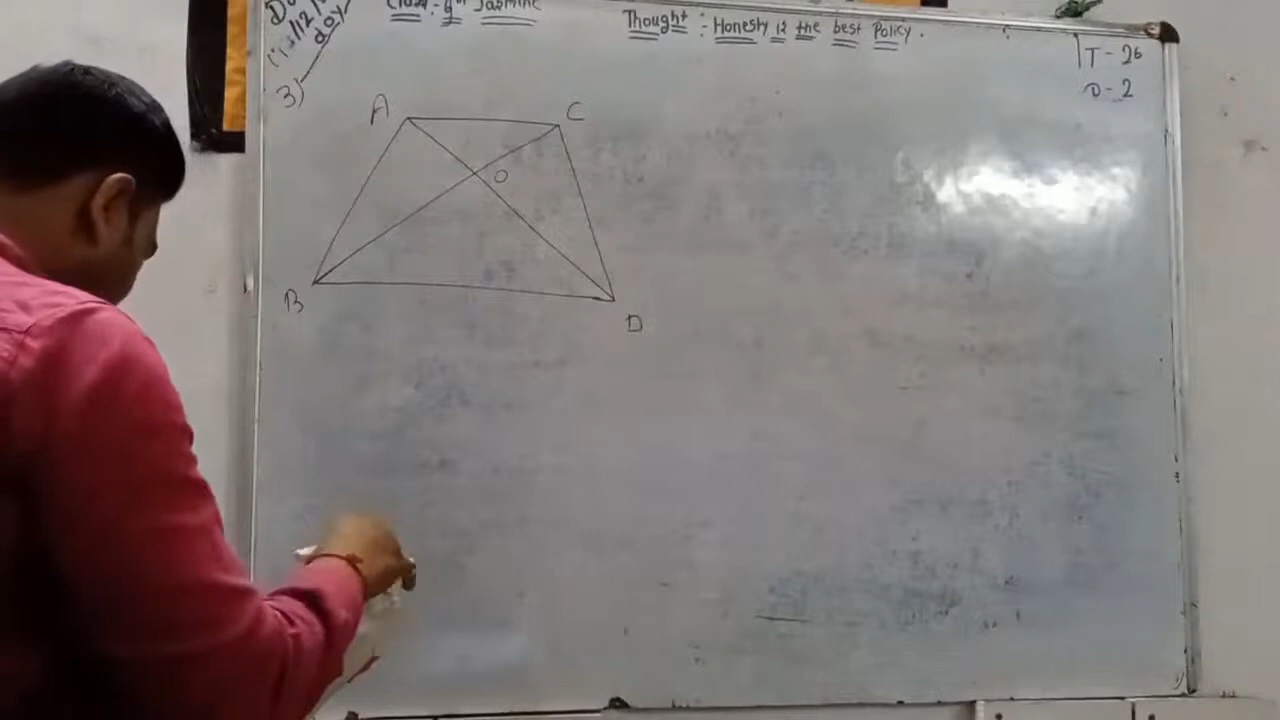 Class:- 9th Jasmine
Thought :- Honesty is the best Policy.
T - 26
D - 2
3)
A
C
O
B
D